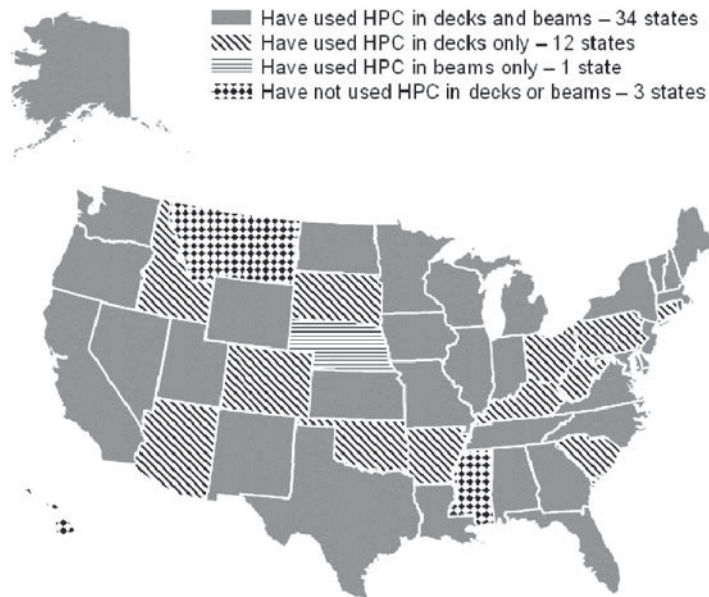 Have used HPC in decks and beams – 34 states
Have used HPC in decks only – 12 states
Have used HPC in beams only – 1 state
Have not used HPC in decks or beams – 3 states